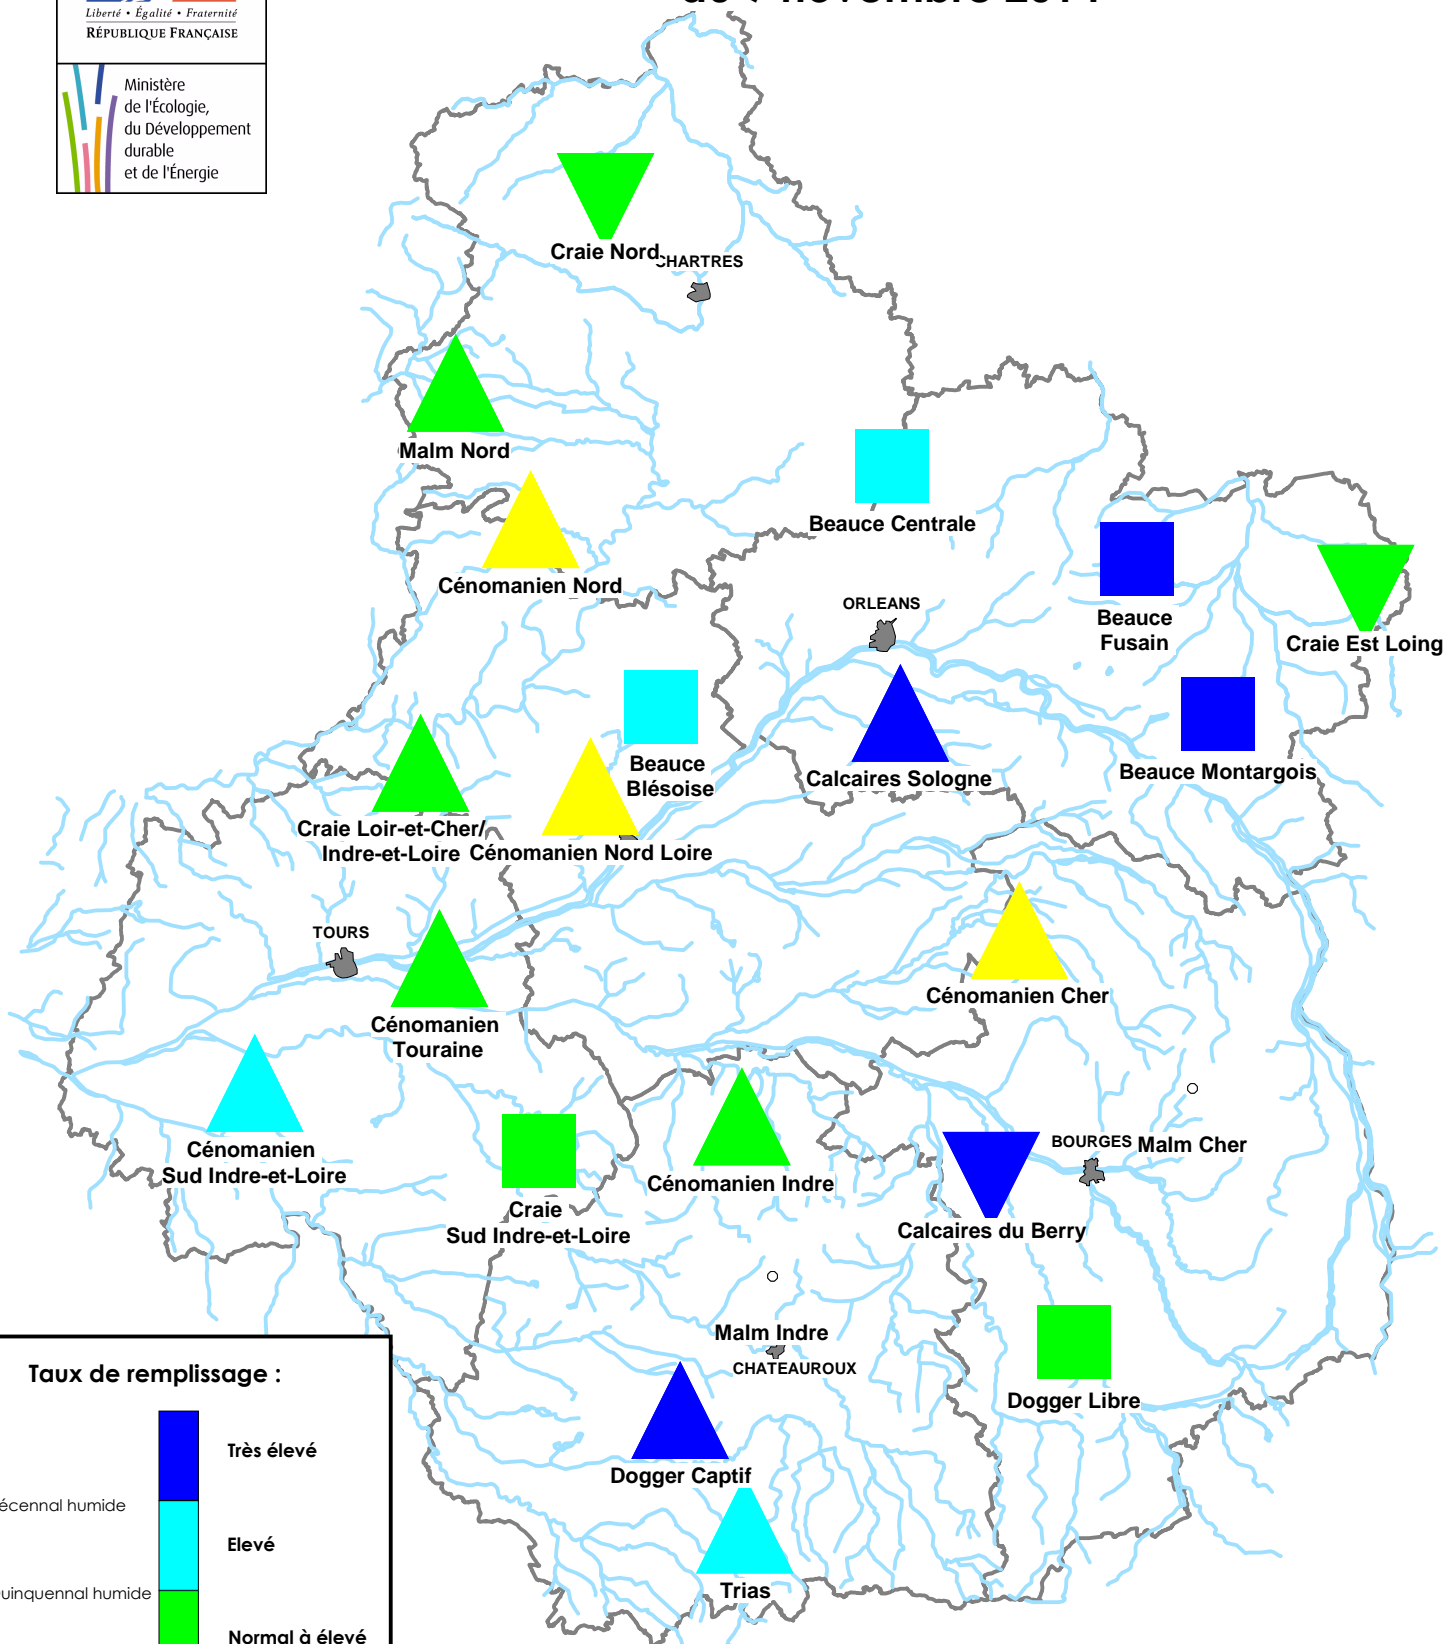 Liberté • Égalité • Fraternité
RÉPUBLIQUE FRANÇAISE
Ministère
de l'Écologie,
du Développement
durable
et de l'Énergie
Craie Nord
CHARTRES
Malm Nord
Cénomanien Nord
Beauce Centrale
ORLEANS
Beauce
Fusain
Craie Est Loing
Beauce
Blésoise
Calcaires Sologne
Beauce Montargois
Craie Loir-et-Cher/
Indre-et-Loire
Cénomanien Nord Loire
TOURS
Cénomanien
Touraine
Cénomanien Cher
Cénomanien
Sud Indre-et-Loire
Craie
Sud Indre-et-Loire
Cénomanien Indre
BOURGES
Malm Cher
Calcaires du Berry
Malm Indre
CHATEAUROUX
Dogger Libre
Dogger Captif
Trias
Taux de remplissage :
Très élevé
écennal humide
Elevé
uinquennal humide
Normal à élevé